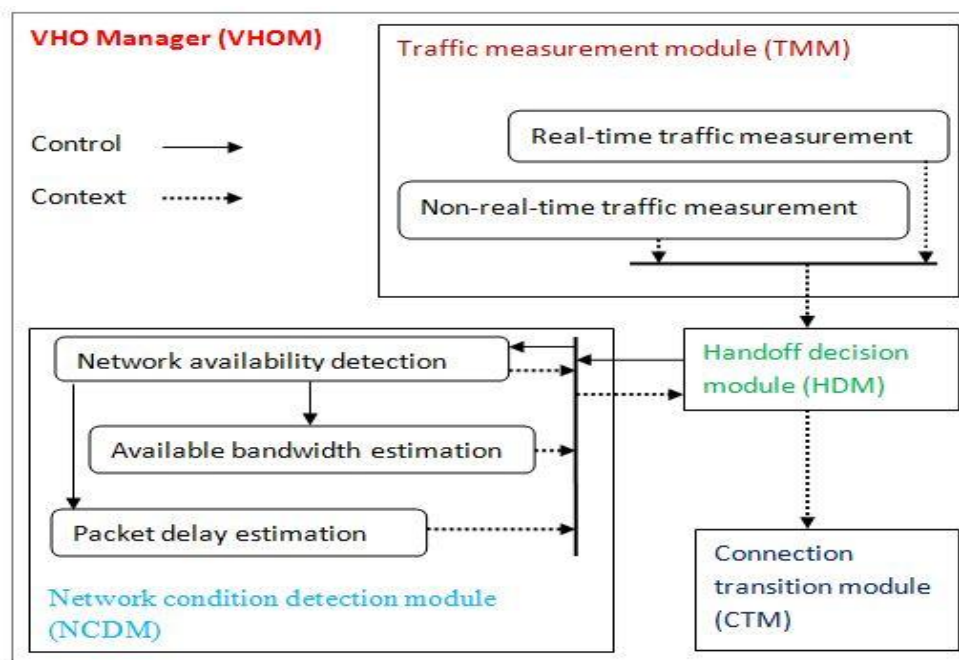 VHO Manager (VHOM)
Traffic measurement module (TMM)
Control
Context
Real-time traffic measurement
Non-real-time traffic measurement
Network availability detection
Available bandwidth estimation
Packet delay estimation
Network condition detection module
(NCDM)
Handoff decision
module (HDM)
Connection
transition module
(CTM)